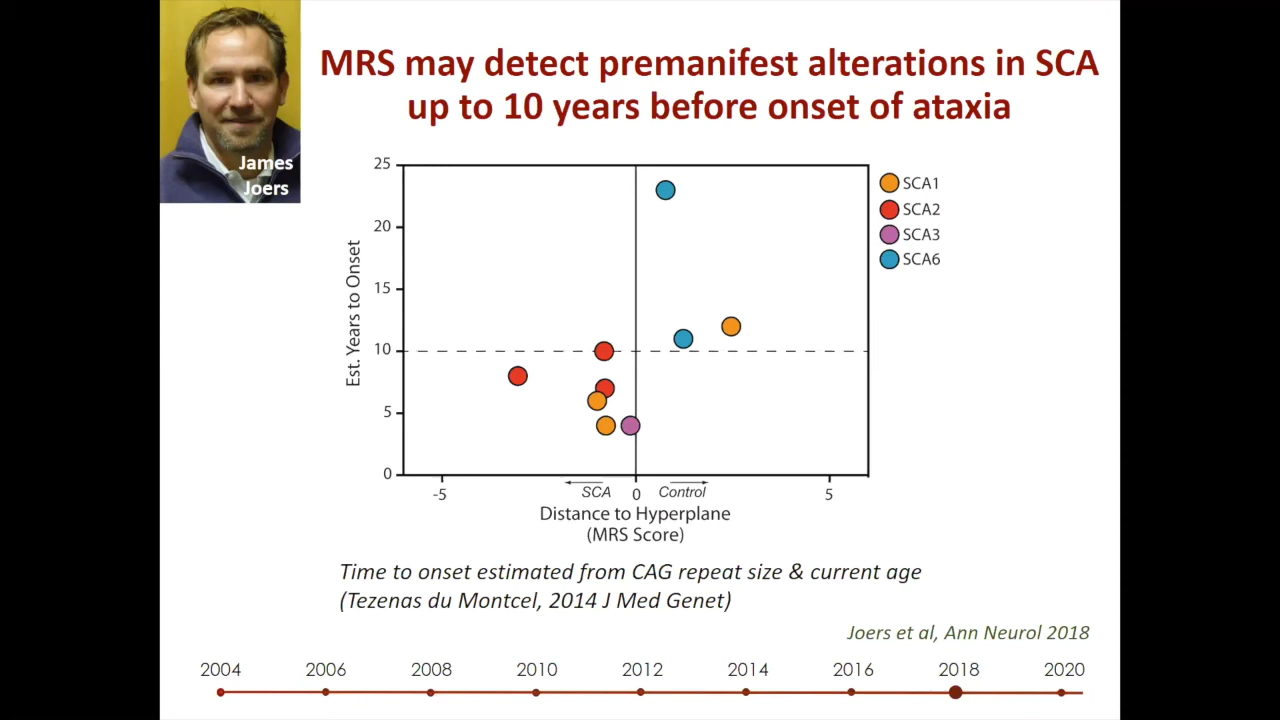 MRS may detect premanifest alterations in SCA
up to 10 years before onset of ataxia
James
Joers
25
20
15
10
5
0
Est. Years to Onset
SCA1
SCA2
SCA3
SCA6
-5
0
5
SCA
Control
Distance to Hyperplane
(MRS Score)
Time to onset estimated from CAG repeat size & current age
(Tezenas du Montcel, 2014 J Med Genet)
Joers et al, Ann Neurol 2018
2004 2006 2008 2010 2012 2014 2016 2018 2020